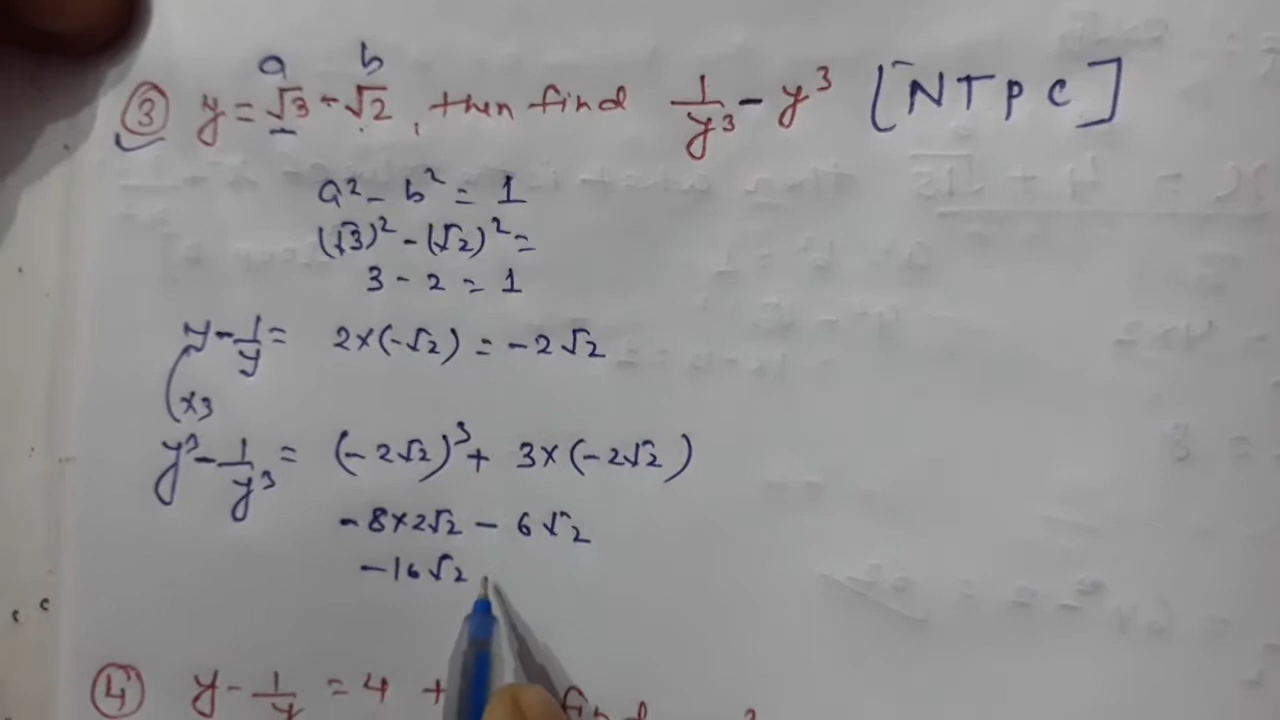 a b
③ y = √3 - √2, then find 1/y³ - y³ [NTPC]
a² - b² = 1
(√3)² - (√2)² =
3 - 2 = 1
y - 1/y = 2×(-√2) = -2√2
×3
y³ - 1/y³ = (-2√2)³ + 3×(-2√2)
-8×2√2 - 6√2
-16√2
④ y - 1/y = 4 find